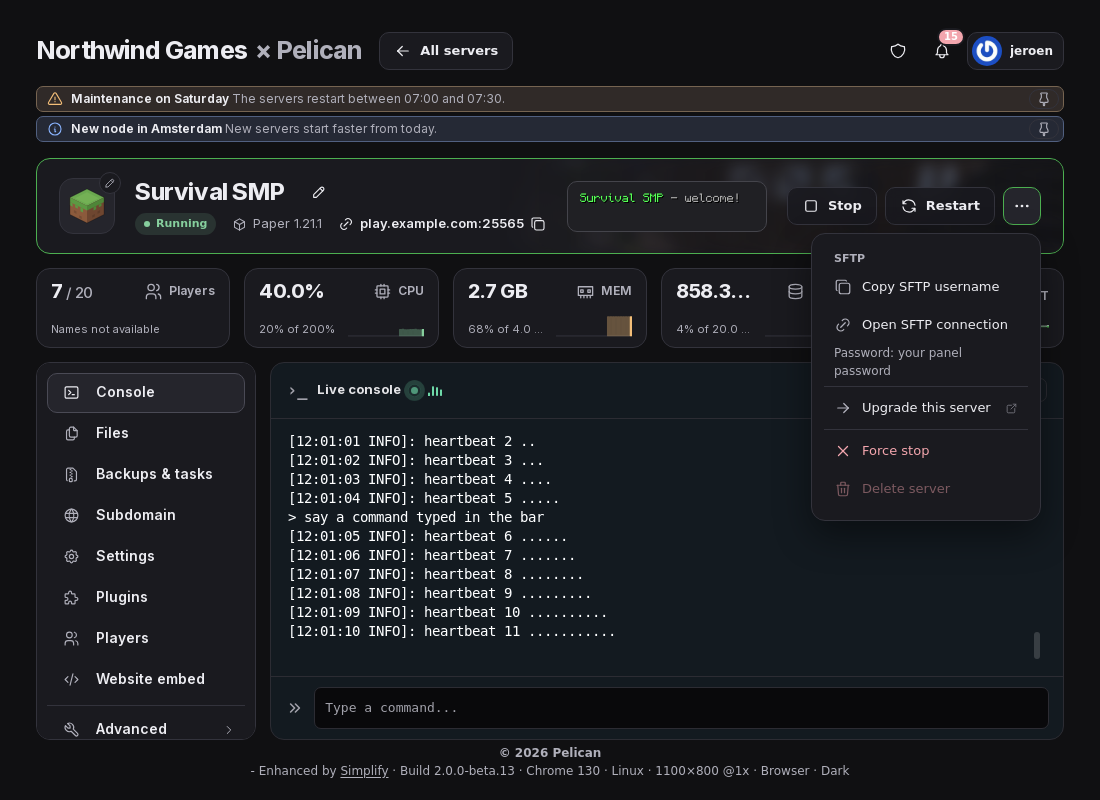 Northwind Games × Pelican
All servers
15
jeroen
Maintenance on Saturday The servers restart between 07:00 and 07:30.
New node in Amsterdam New servers start faster from today.
Survival SMP
Running
Paper 1.21.1
play.example.com:25565
Survival SMP — welcome!
Stop
Restart
7 / 20
Players
Names not available
40.0%
CPU
20% of 200%
2.7 GB
MEM
68% of 4.0 ...
858.3...
4% of 20.0 ...
T
SFTP
Copy SFTP username
Open SFTP connection
Password: your panel
password
Upgrade this server
Force stop
Delete server
Console
Files
Backups & tasks
Subdomain
Settings
Plugins
Players
Website embed
Advanced
Live console
[12:01:01 INFO]: heartbeat 2 ..
[12:01:02 INFO]: heartbeat 3 ...
[12:01:03 INFO]: heartbeat 4 ....
[12:01:04 INFO]: heartbeat 5 .....
> say a command typed in the bar
[12:01:05 INFO]: heartbeat 6 ......
[12:01:06 INFO]: heartbeat 7 .......
[12:01:07 INFO]: heartbeat 8 ........
[12:01:08 INFO]: heartbeat 9 .........
[12:01:09 INFO]: heartbeat 10 ..........
[12:01:10 INFO]: heartbeat 11 ...........
Type a command...
© 2026 Pelican
- Enhanced by Simplify · Build 2.0.0-beta.13 · Chrome 130 · Linux · 1100×800 @1x · Browser · Dark